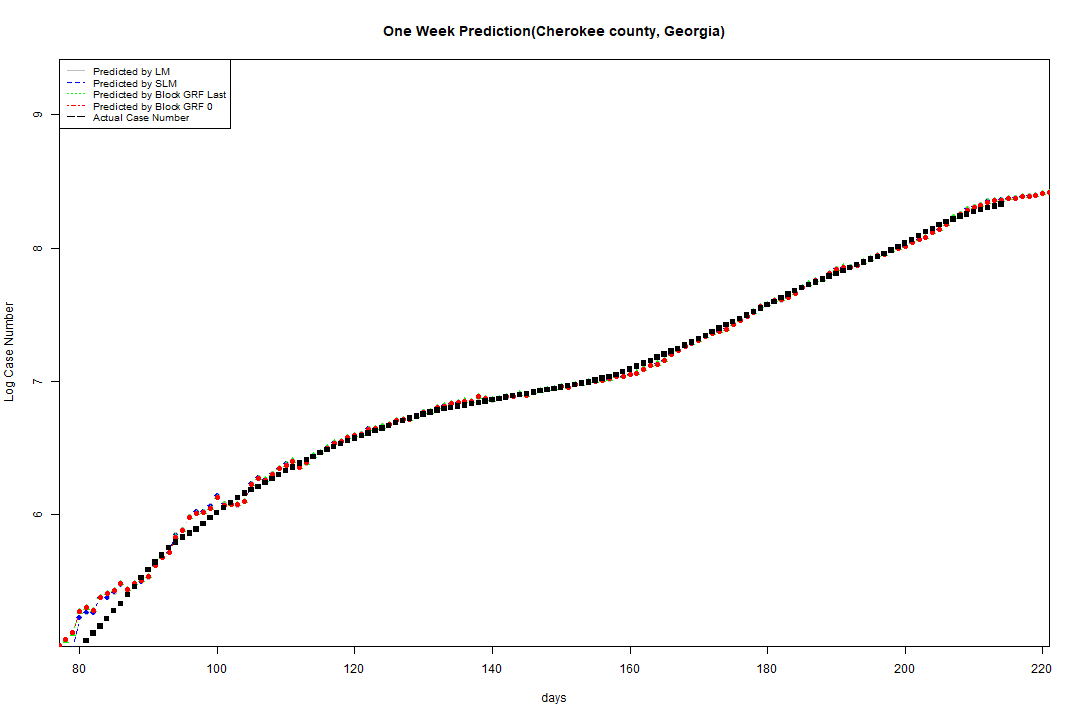 One Week Prediction(Cherokee county, Georgia)
Predicted by LM
Predicted by SLM
Predicted by Block GRF Last
Predicted by Block GRF 0
Actual Case Number
9
8
7
6
Log Case Number
80 100 120 140 160 180 200 220
days